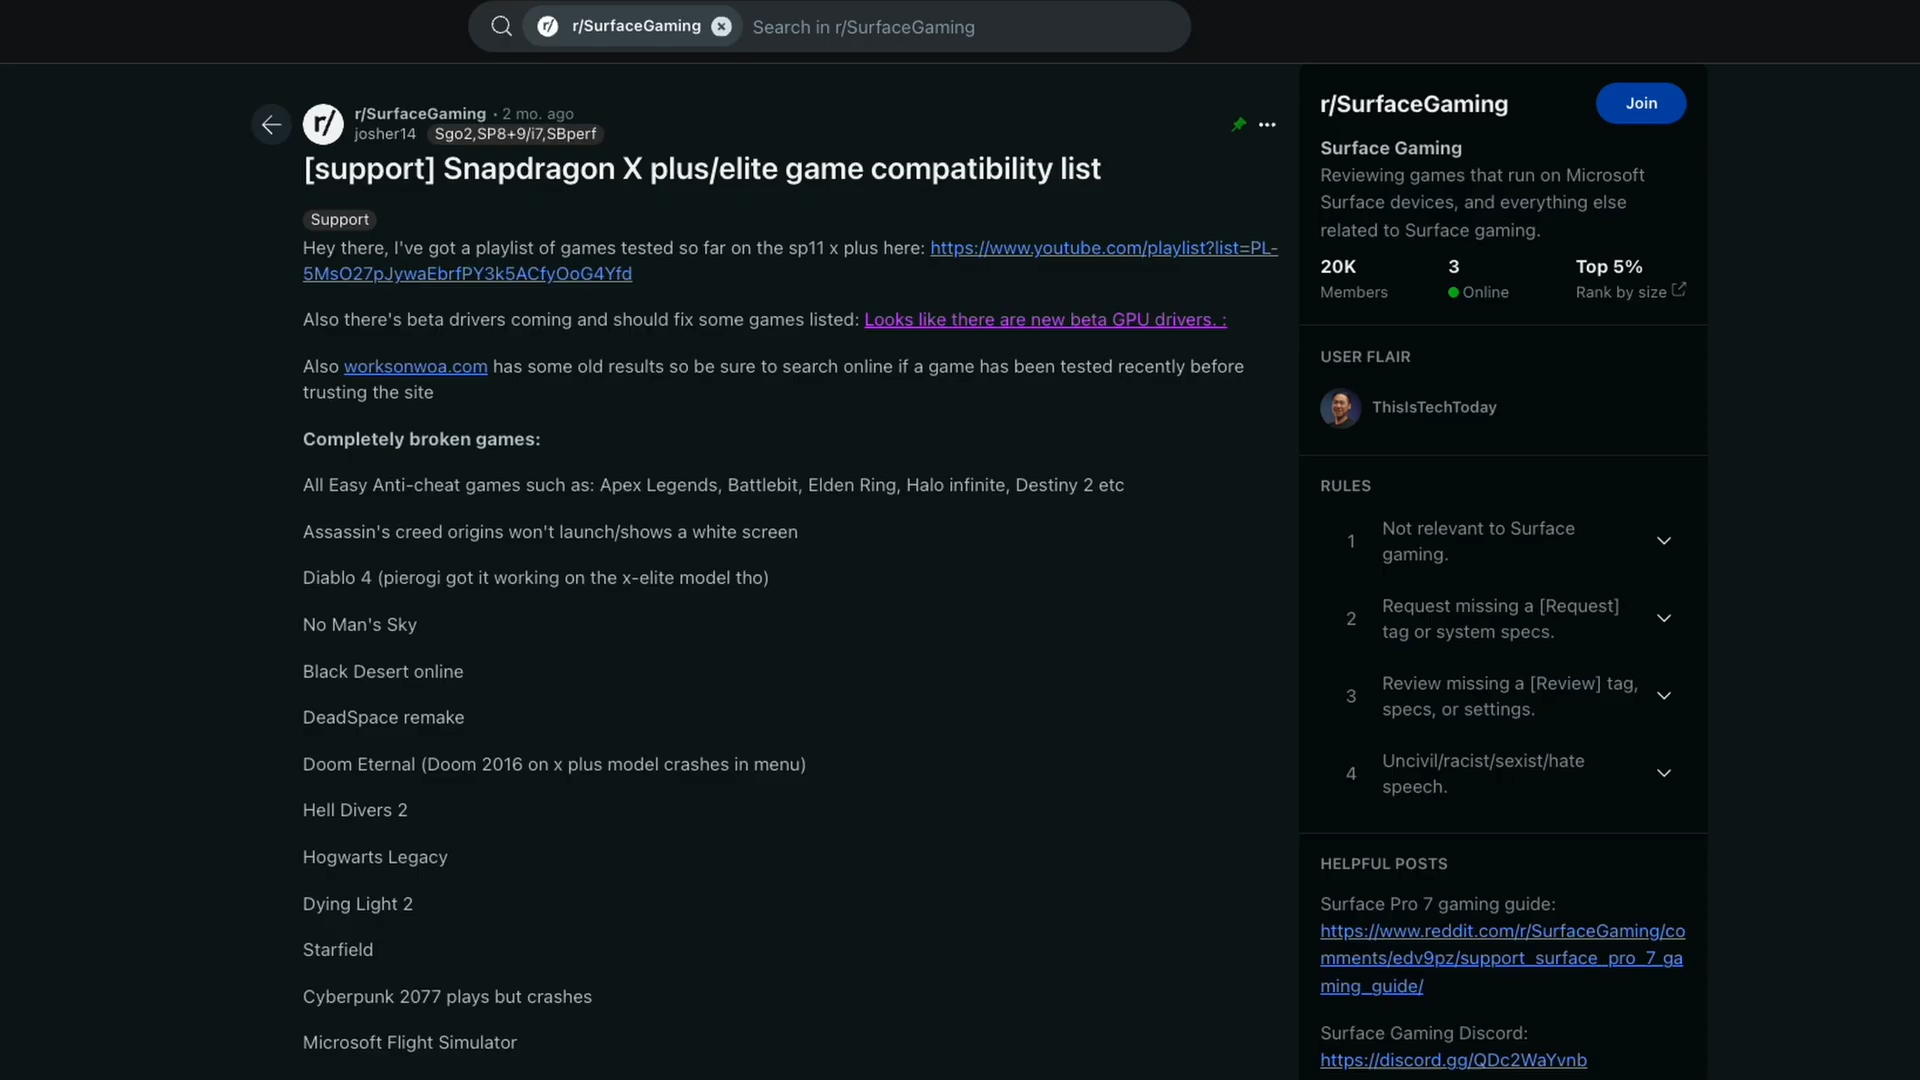 r/ r/SurfaceGaming Search in r/SurfaceGaming
r/SurfaceGaming • 2 mo. ago
r/
josher14 Sgo2,SP8+9/i7,SBperf
[support] Snapdragon X plus/elite game compatibility list
Support
Hey there, I've got a playlist of games tested so far on the sp11 x plus here: https://www.youtube.com/playlist?list=PL-
5MsO27pJywaEbrfPY3k5ACfyOoG4Yfd
Also there's beta drivers coming and should fix some games listed: Looks like there are new beta GPU drivers. :
Also worksonwoa.com has some old results so be sure to search online if a game has been tested recently before
trusting the site
Completely broken games:
All Easy Anti-cheat games such as: Apex Legends, Battlebit, Elden Ring, Halo infinite, Destiny 2 etc
Assassin's creed origins won't launch/shows a white screen
Diablo 4 (pierogi got it working on the x-elite model tho)
No Man's Sky
Black Desert online
DeadSpace remake
Doom Eternal (Doom 2016 on x plus model crashes in menu)
Hell Divers 2
Hogwarts Legacy
Dying Light 2
Starfield
Cyberpunk 2077 plays but crashes
Microsoft Flight Simulator
r/SurfaceGaming Join
Surface Gaming
Reviewing games that run on Microsoft
Surface devices, and everything else
related to Surface gaming.
20K 3 Top 5%
Members Online Rank by size
USER FLAIR
ThisIsTechToday
RULES
1 Not relevant to Surface
gaming.
2 Request missing a [Request]
tag or system specs.
3 Review missing a [Review] tag,
specs, or settings.
4 Uncivil/racist/sexist/hate
speech.
HELPFUL POSTS
Surface Pro 7 gaming guide:
https://www.reddit.com/r/SurfaceGaming/co
mments/edv9pz/support_surface_pro_7_ga
ming_guide/
Surface Gaming Discord:
https://discord.gg/QDc2WaYvnb